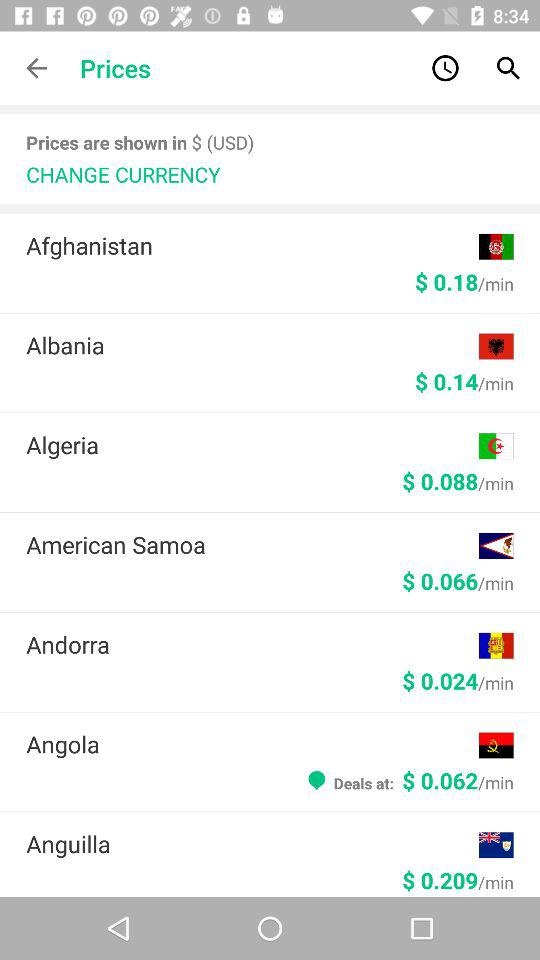 8:34
Prices
Prices are shown in $ (USD)
CHANGE CURRENCY
Afghanistan
$ 0.18/min
Albania
$ 0.14/min
Algeria
$ 0.088/min
American Samoa
$ 0.066/min
Andorra
$ 0.024/min
Angola
Deals at: $ 0.062/min
Anguilla
$ 0.209/min